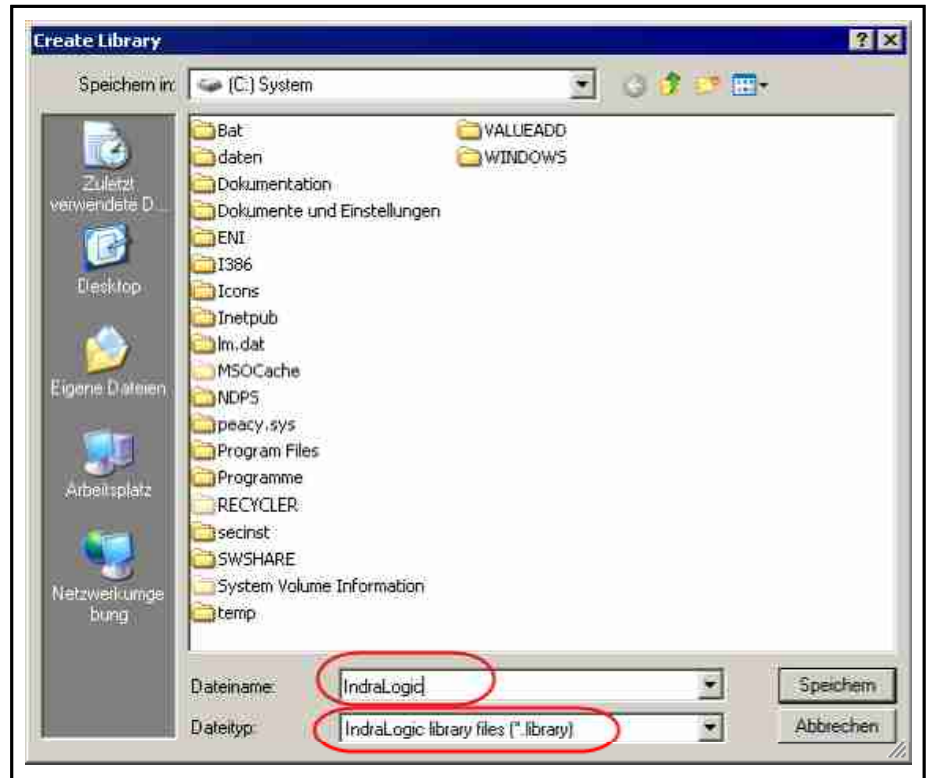 Create Library
Speichern in:
(C:) System
Bat
daten
Dokumentation
Dokumente und Einstellungen
ENI
I386
Icons
Inetpub
lm.dat
MSOCache
NDPS
peacy.sys
Program Files
Programme
RECYCLER
secinst
SWSHARE
System Volume Information
temp
VALUEADD
WINDOWS
Zuletzt
verwendete D...
Desktop
Eigene Dateien
Arbeitsplatz
Netzwerkumge
bung
Dateiname:
IndraLogic
Speichern
Dateityp:
IndraLogic library files (*.library)
Abbrechen